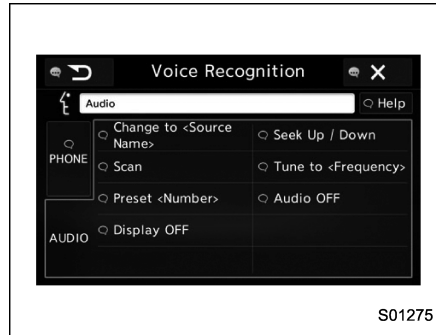 Voice Recognition
Audio
Help
PHONE
AUDIO
Change to <Source
Name>
Seek Up / Down
Scan
Tune to <Frequency>
Preset <Number>
Audio OFF
Display OFF
S01275